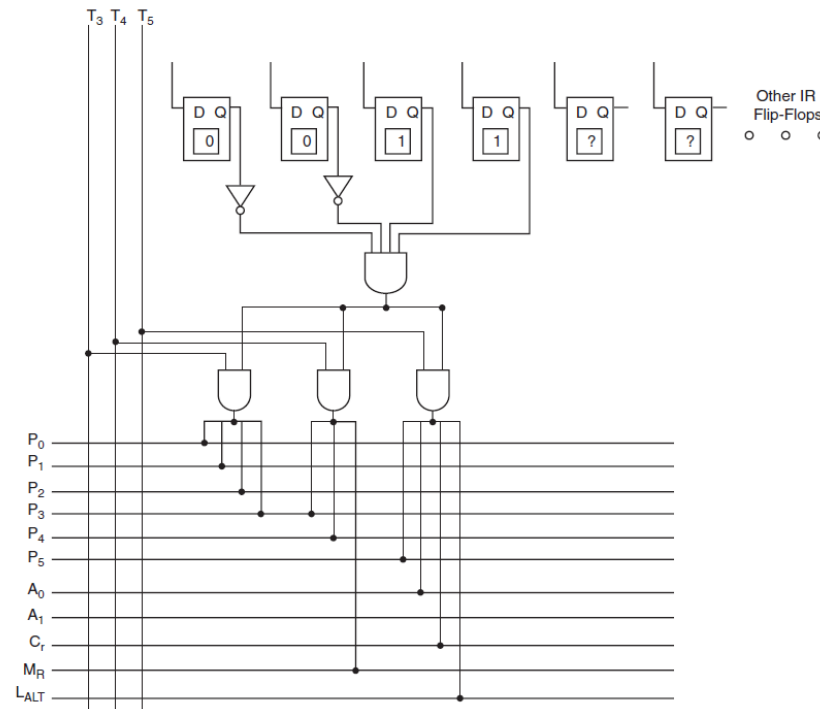 T3 T4 T5
D Q D Q D Q D Q D Q D Q
0 0 1 1 ? ?
Other IR
Flip-Flops
P0
P1
P2
P3
P4
P5
A0
A1
Cr
MR
LALT